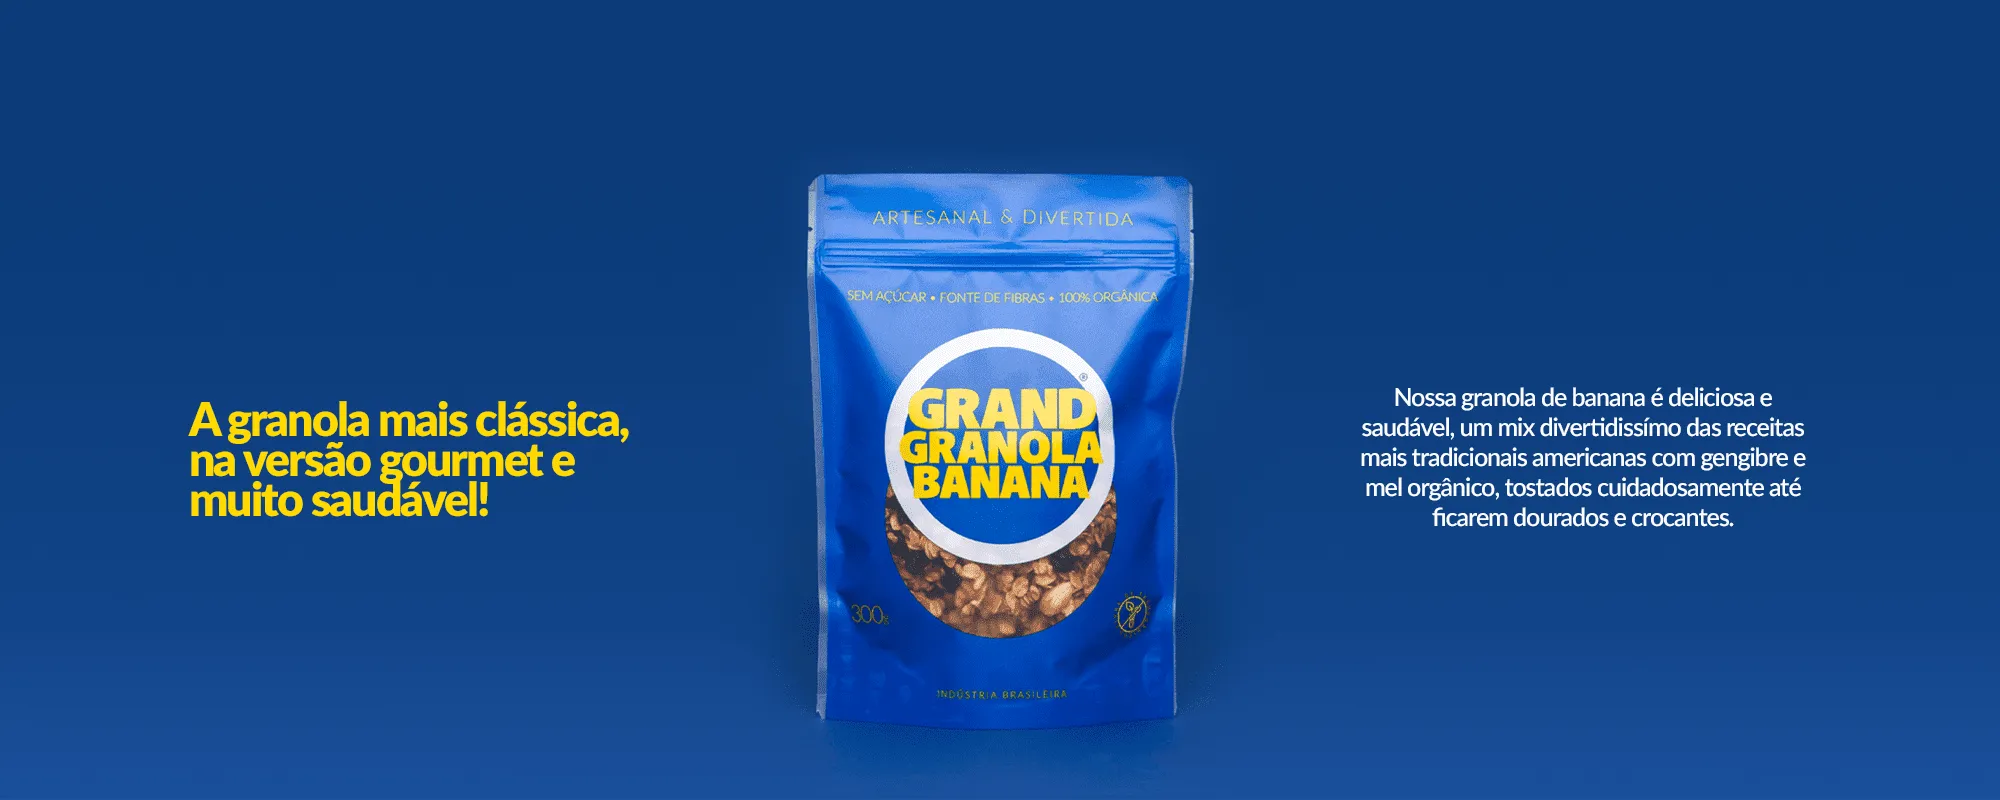 A granola mais clássica,
na versão gourmet e
muito saudável!
ARTESANAL & DIVERTIDA
SEM AÇÚCAR • FONTE DE FIBRAS • 100% ORGÂNICA
®
GRAND
GRANOLA
BANANA
300g
INDÚSTRIA BRASILEIRA
Nossa granola de banana é deliciosa e
saudável, um mix divertidissímo das receitas
mais tradicionais americanas com gengibre e
mel orgânico, tostados cuidadosamente até
ficarem dourados e crocantes.